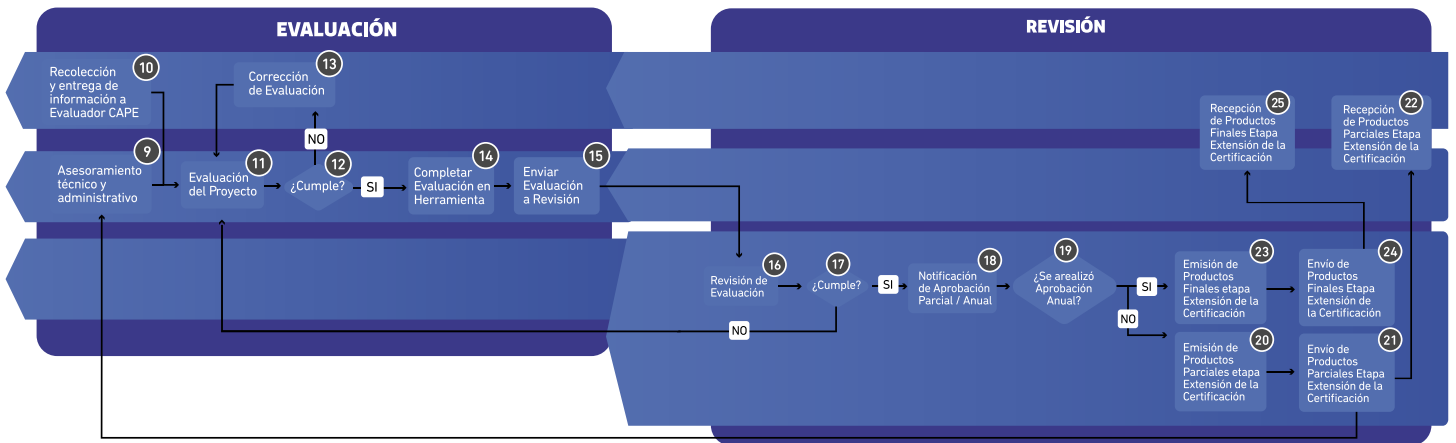 EVALUACIÓN
10
Recolección
y entrega de
información a
Evaluador CAPE
13
Corrección
de Evaluación
NO
9
Asesoramiento
técnico y
administrativo
11
Evaluación
del Proyecto
12
¿Cumple?
SI
14
Completar
Evaluación en
Herramienta
15
Enviar
Evaluación
a Revisión
REVISIÓN
25
Recepción
de Productos
Finales Etapa
Extensión de la
Certificación
22
Recepción
de Productos
Parciales Etapa
Extensión de la
Certificación
16
Revisión de
Evaluación
17
¿Cumple?
SI
NO
18
Notificación
de Aprobación
Parcial / Anual
19
¿Se arealizó
Aprobación
Anual?
SI
NO
23
Emisión de
Productos
Finales etapa
Extensión de la
Certificación
24
Envío de
Productos
Finales Etapa
Extensión de
la Certificación
20
Emisión de
Productos
Parciales etapa
Extensión de la
Certificación
21
Envío de
Productos
Parciales Etapa
Extensión de la
Certificación